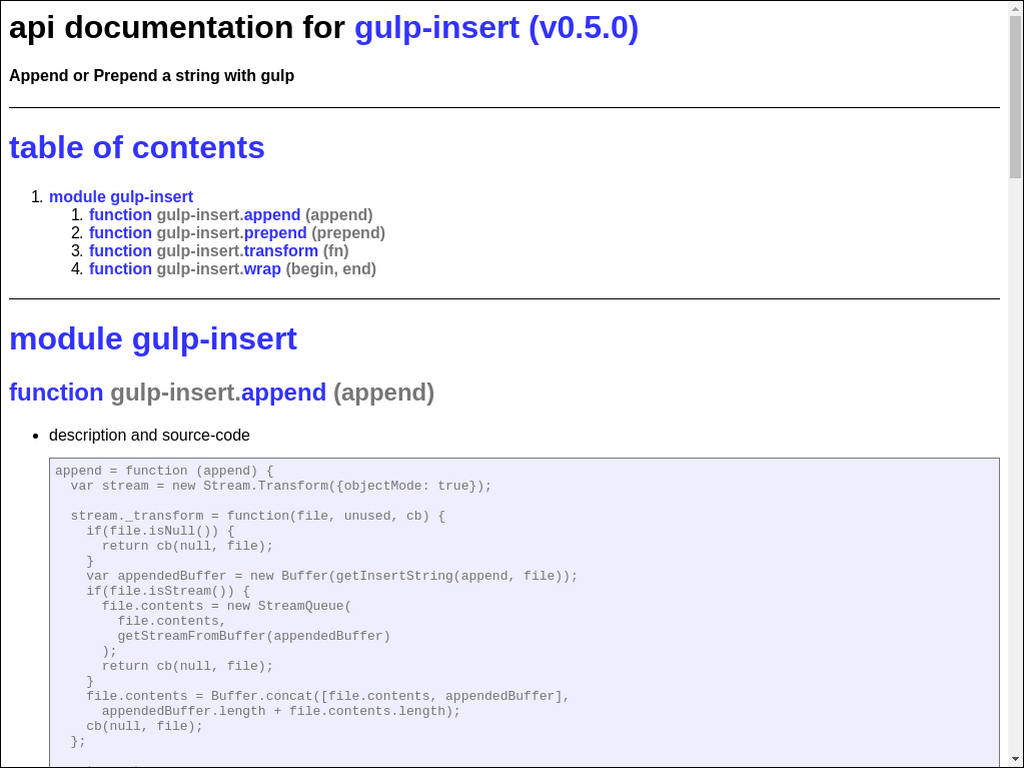 api documentation for gulp-insert (v0.5.0)
Append or Prepend a string with gulp
table of contents
1. module gulp-insert
1. function gulp-insert.append (append)
2. function gulp-insert.prepend (prepend)
3. function gulp-insert.transform (fn)
4. function gulp-insert.wrap (begin, end)
module gulp-insert
function gulp-insert.append (append)
• description and source-code
append = function (append) {
  var stream = new Stream.Transform({objectMode: true});

  stream._transform = function(file, unused, cb) {
    if(file.isNull()) {
      return cb(null, file);
    }
    var appendedBuffer = new Buffer(getInsertString(append, file));
    if(file.isStream()) {
      file.contents = new StreamQueue(
        file.contents,
        getStreamFromBuffer(appendedBuffer)
      );
      return cb(null, file);
    }
    file.contents = Buffer.concat([file.contents, appendedBuffer],
      appendedBuffer.length + file.contents.length);
    cb(null, file);
  };